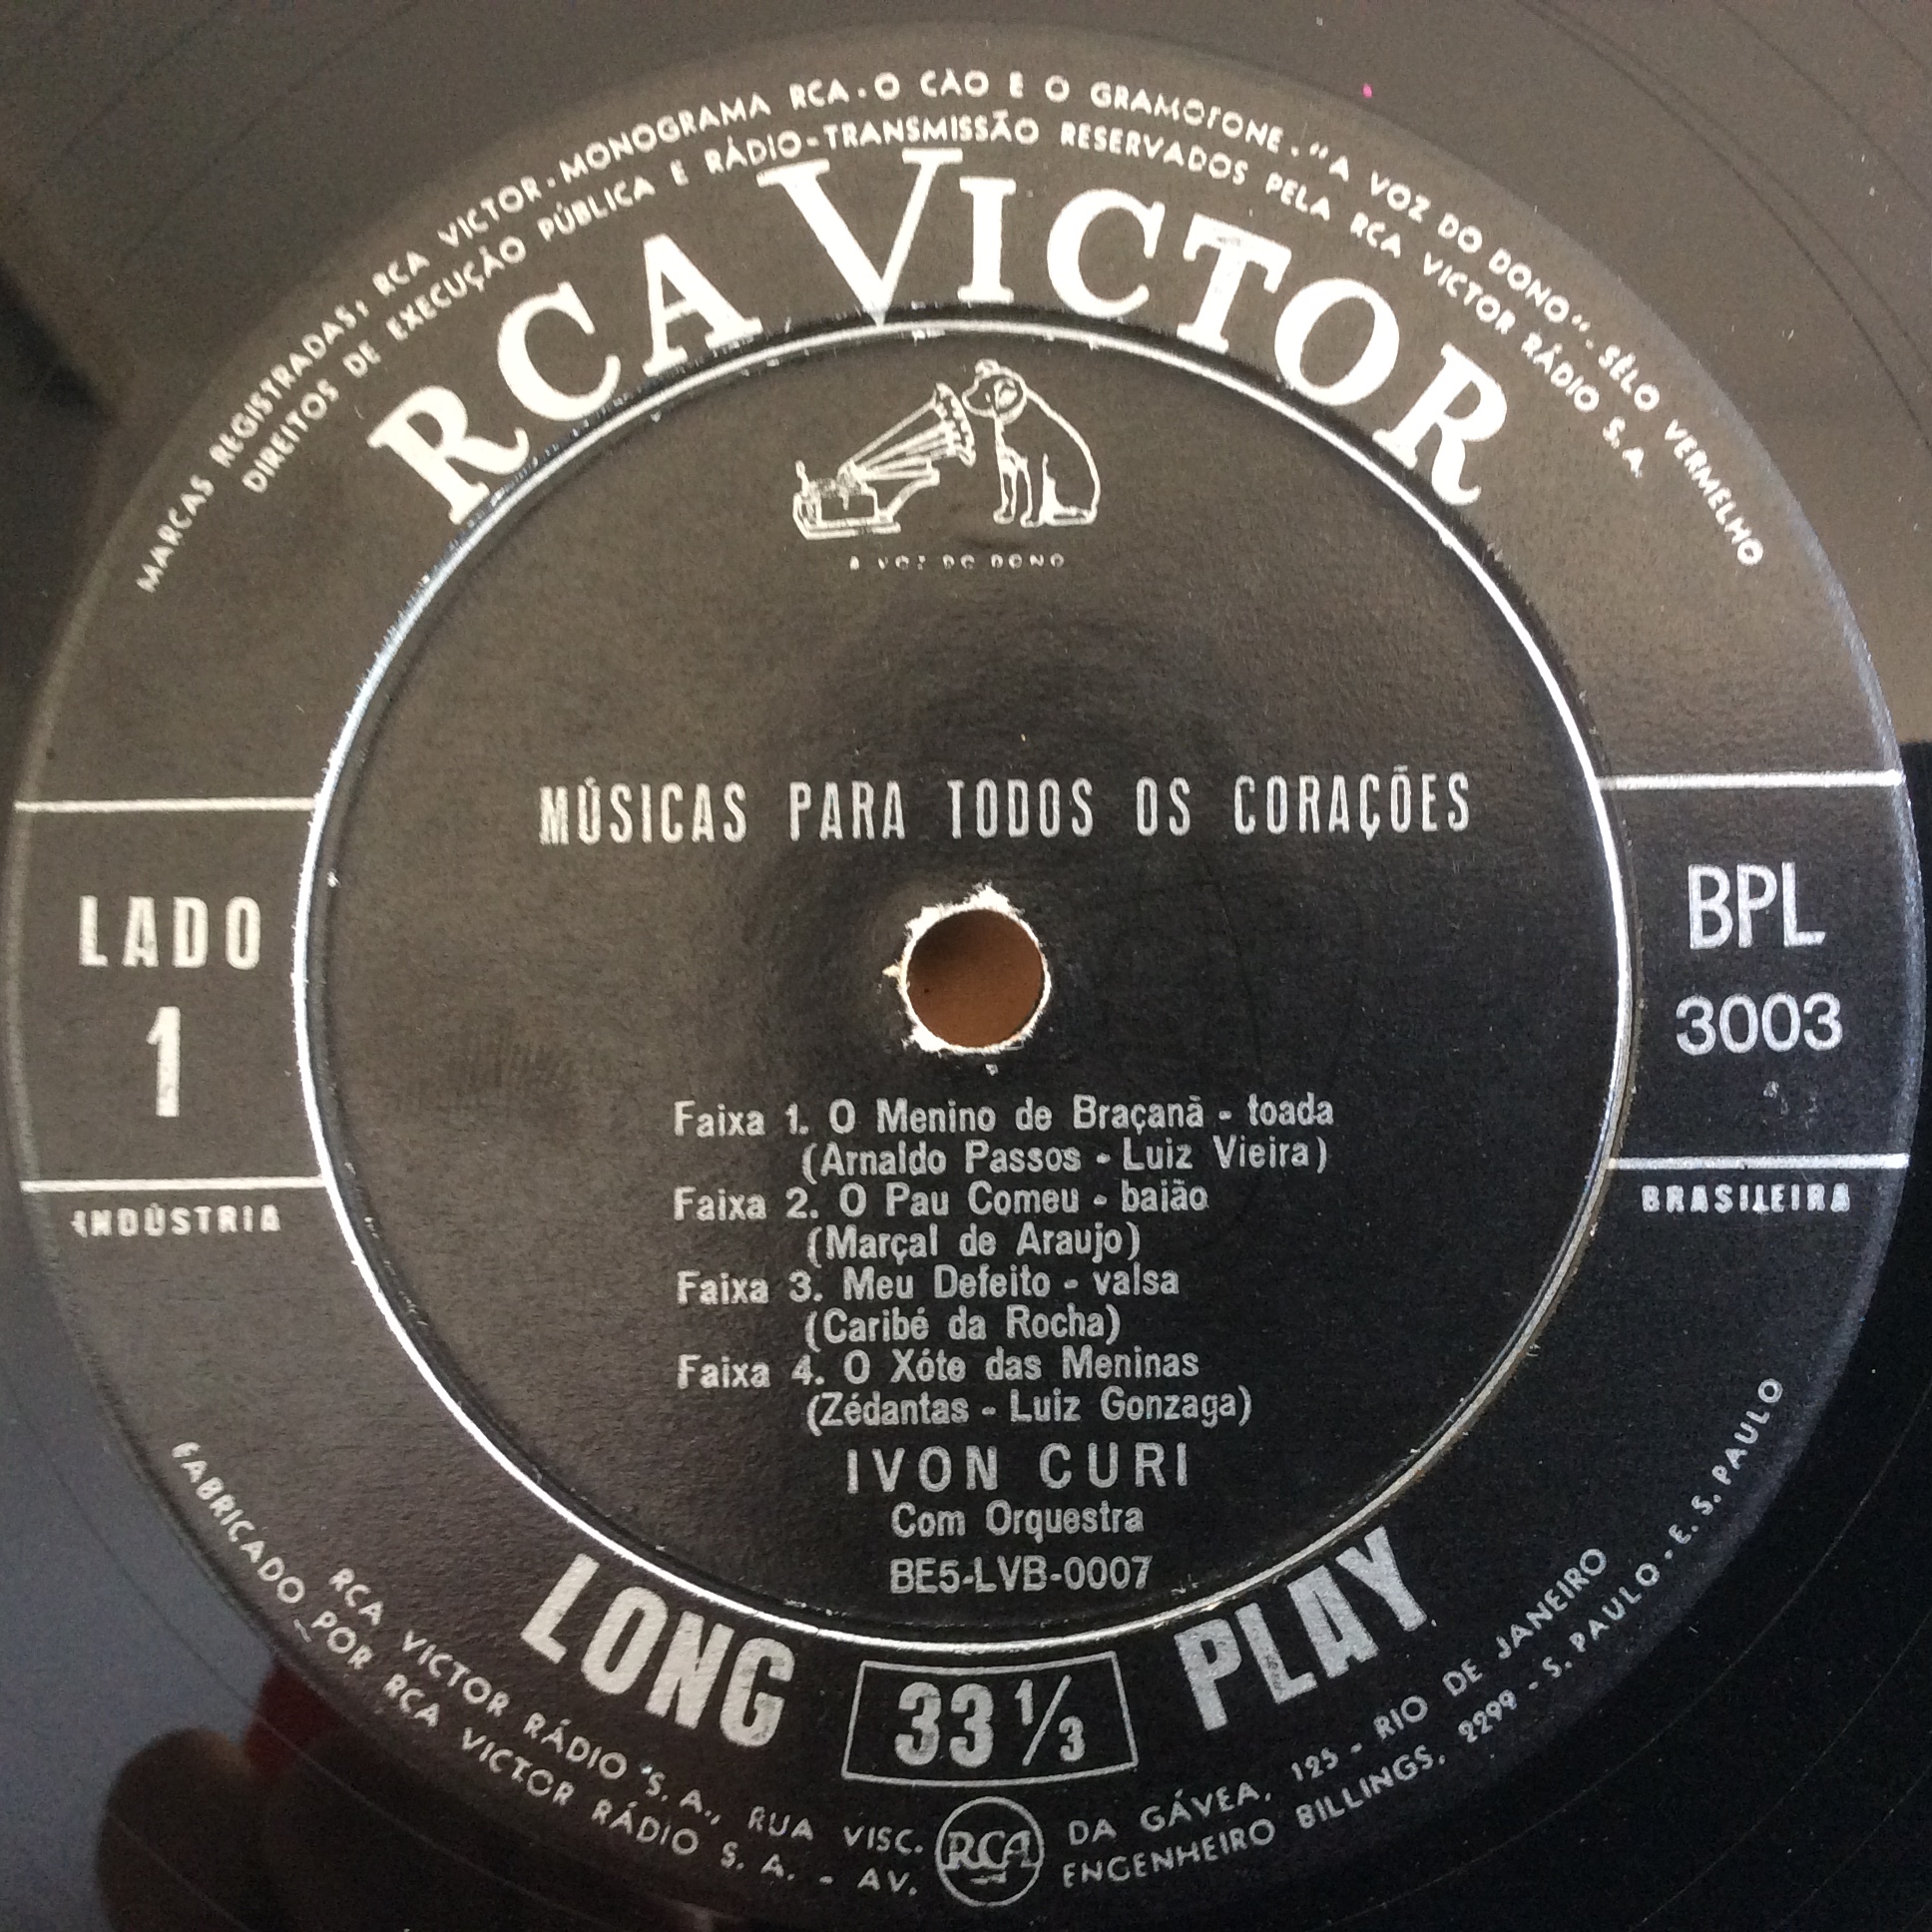 MARCAS REGISTRADAS: RCA VICTOR - MONOGRAMA RCA - O CÃO E O GRAMOFONE - "A VOZ DO DONO" - SÊLO VERMELHO
DIREITOS DE EXECUÇÃO PÚBLICA E RÁDIO-TRANSMISSÃO RESERVADOS PELA RCA VICTOR RÁDIO S. A.
RCA VICTOR
A VOZ DO DONO
MÚSICAS PARA TODOS OS CORAÇÕES
LADO
1
BPL
3003
INDÚSTRIA
BRASILEIRA
Faixa 1. O Menino de Braçanã - toada
(Arnaldo Passos - Luiz Vieira)
Faixa 2. O Pau Comeu - baião
(Marçal de Araujo)
Faixa 3. Meu Defeito - valsa
(Caribé da Rocha)
Faixa 4. O Xóte das Meninas
(Zédantas - Luiz Gonzaga)
IVON CURI
Com Orquestra
BE5-LVB-0007
LONG 33 1/3 PLAY
RCA VICTOR RÁDIO S. A., RUA VISC. DA GÁVEA, 125 - RIO DE JANEIRO
FABRICADO POR RCA VICTOR RÁDIO S. A. - AV. ENGENHEIRO BILLINGS, 2299 - S. PAULO - E. S. PAULO
RCA